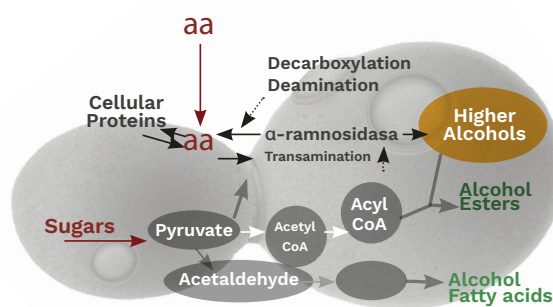 aa
Decarboxylation
Deamination
Cellular
Proteins
aa
α-ramnosidasa
Transamination
Higher
Alcohols
Sugars
Pyruvate
Acetyl
CoA
Acyl
CoA
Alcohol
Esters
Acetaldehyde
Alcohol
Fatty acids